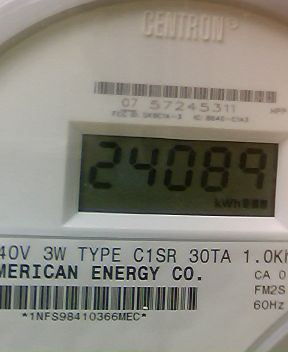 CENTRON®
07 57245311
24089
kWh
40V 3W TYPE C1SR 30TA 1.0Kh
MERICAN ENERGY CO.
CA 0
FM2S
60Hz
*1NFS98410366MEC*